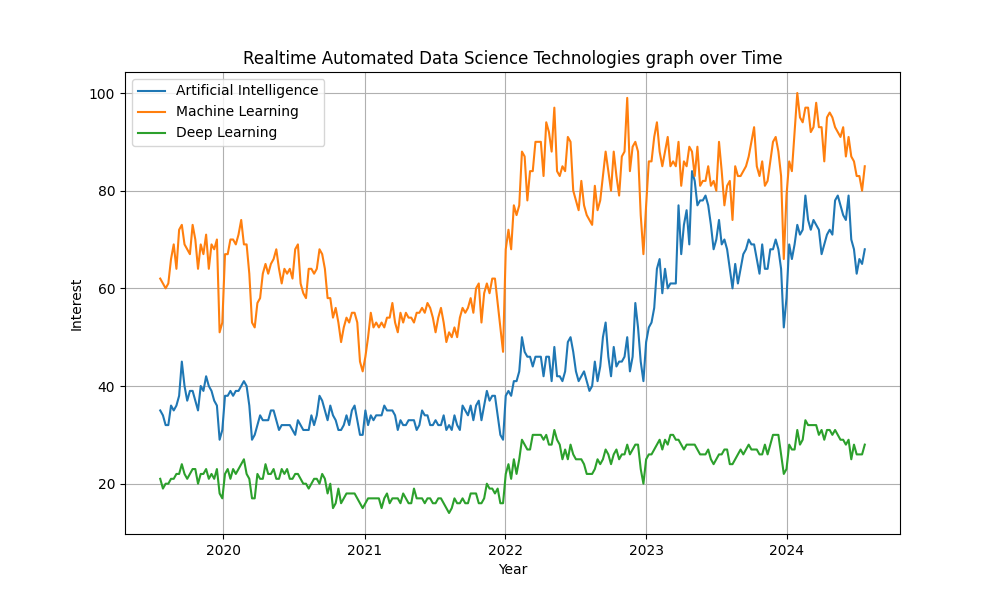 Realtime Automated Data Science Technologies graph over Time
Artificial Intelligence
Machine Learning
Deep Learning
100
80
60
40
20
Interest
2020 2021 2022 2023 2024
Year